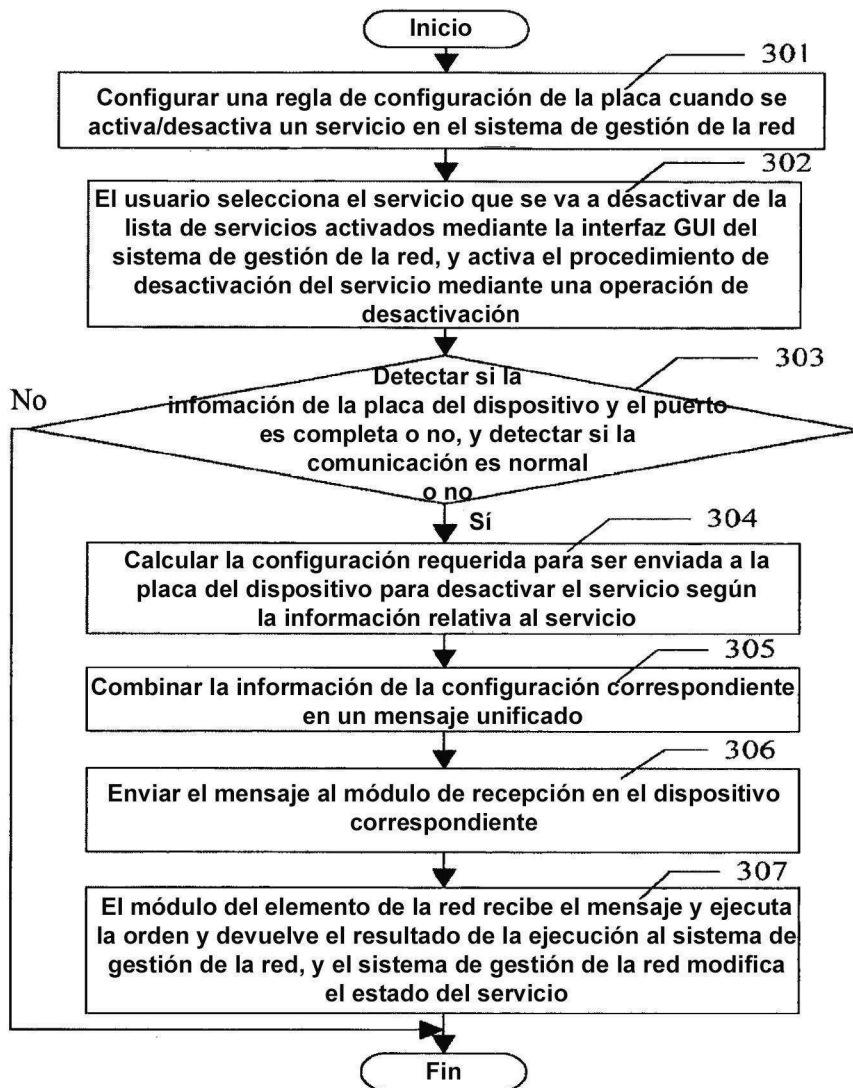 Inicio
301
Configurar una regla de configuración de la placa cuando se
activa/desactiva un servicio en el sistema de gestión de la red
302
El usuario selecciona el servicio que se va a desactivar de la
lista de servicios activados mediante la interfaz GUI del
sistema de gestión de la red, y activa el procedimiento de
desactivación del servicio mediante una operación de
desactivación
303
Detectar si la
infomación de la placa del dispositivo y el puerto
es completa o no, y detectar si la
comunicación es normal
o no
No
Sí
304
Calcular la configuración requerida para ser enviada a la
placa del dispositivo para desactivar el servicio según
la información relativa al servicio
305
Combinar la información de la configuración correspondiente
en un mensaje unificado
306
Enviar el mensaje al módulo de recepción en el dispositivo
correspondiente
307
El módulo del elemento de la red recibe el mensaje y ejecuta
la orden y devuelve el resultado de la ejecución al sistema de
gestión de la red, y el sistema de gestión de la red modifica
el estado del servicio
Fin